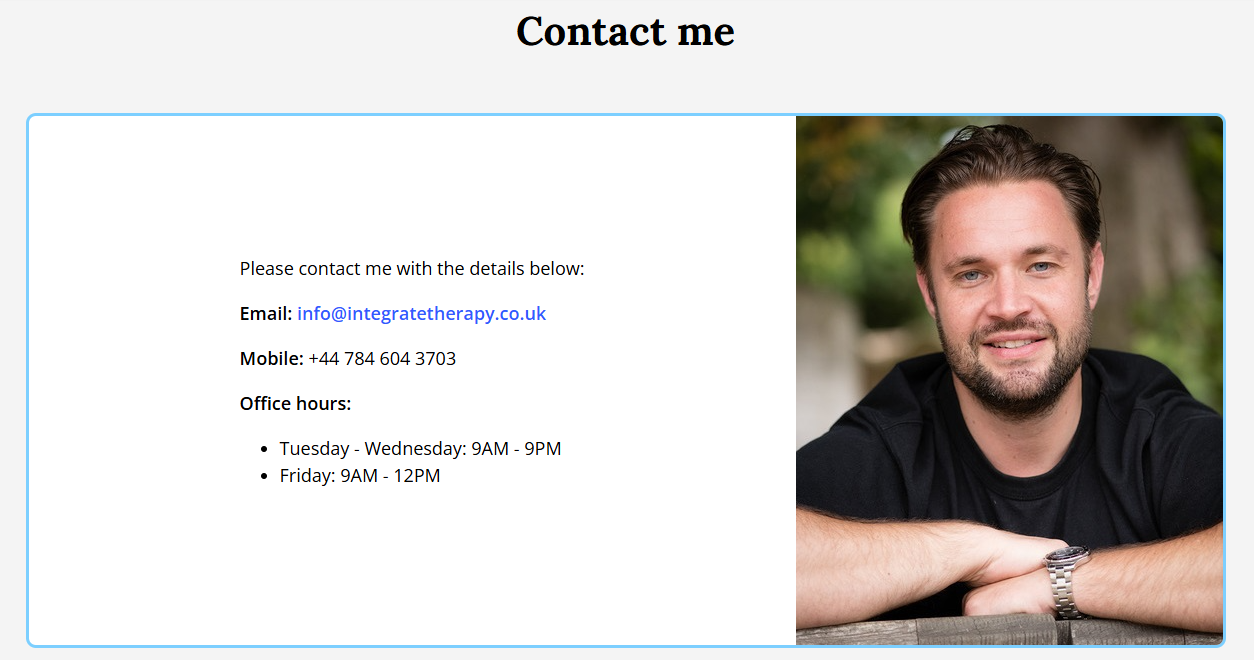 Contact me
Please contact me with the details below:
Email: info@integratetherapy.co.uk
Mobile: +44 784 604 3703
Office hours:
Tuesday - Wednesday: 9AM - 9PM
Friday: 9AM - 12PM